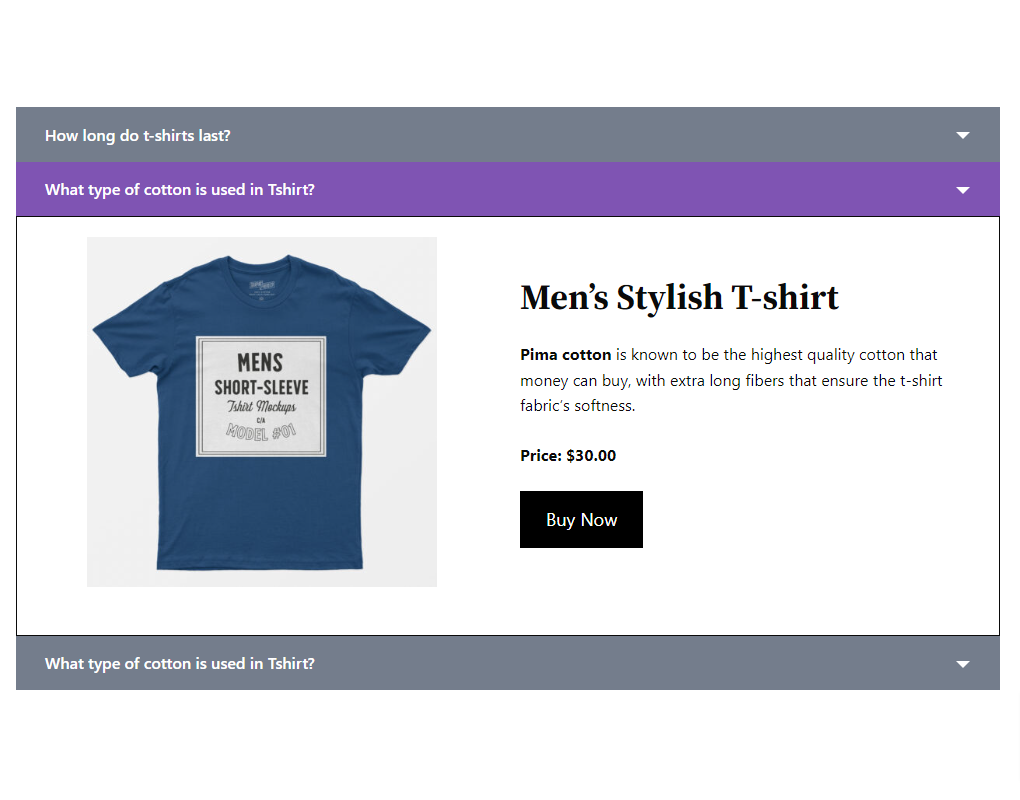 How long do t-shirts last?
What type of cotton is used in Tshirt?
MENS
SHORT-SLEEVE
Tshirt Mockups
C/A
MODEL #01
Men’s Stylish T-shirt
Pima cotton is known to be the highest quality cotton that
money can buy, with extra long fibers that ensure the t-shirt
fabric’s softness.
Price: $30.00
Buy Now
What type of cotton is used in Tshirt?